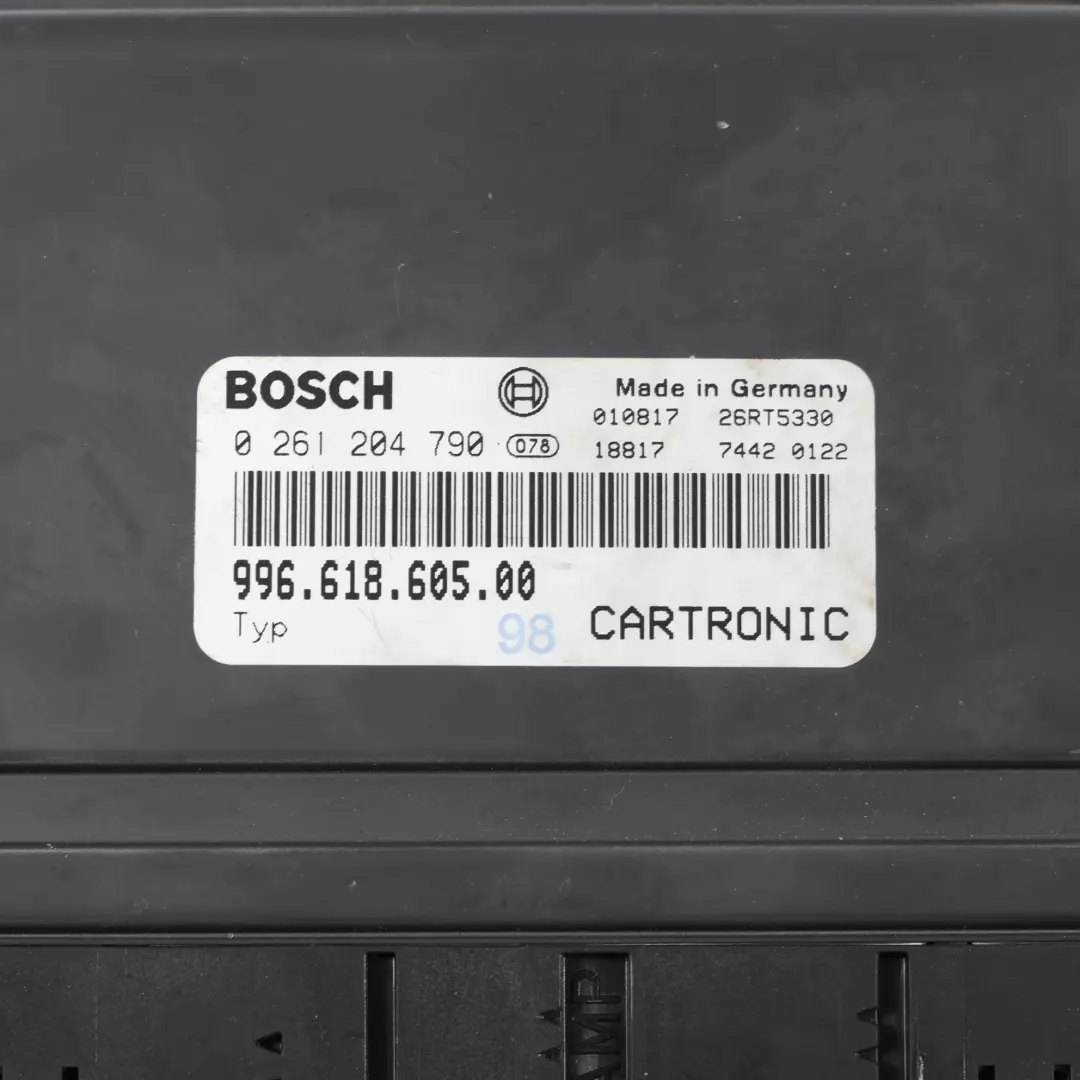 BOSCH Made in Germany
010817 26RT5330
0 261 204 790 078 18817 7442 0122
996.618.605.00
Typ 98 CARTRONIC
AMP